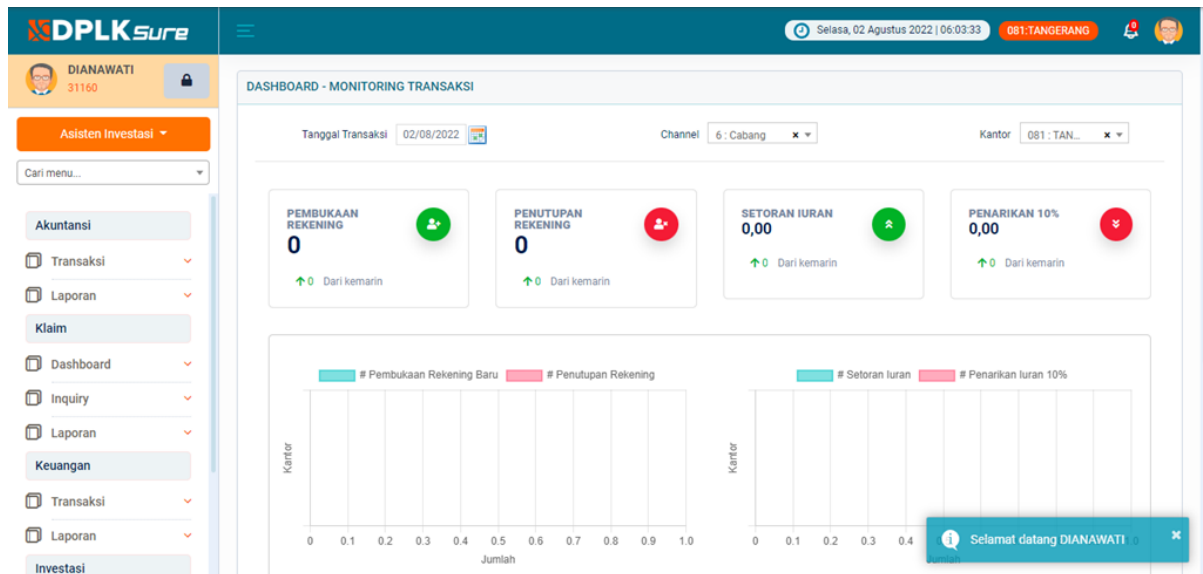 DPLK Sure
Selasa, 02 Agustus 2022 | 06:03:33
081:TANGERANG
DIANAWATI
31160
Asisten Investasi
Cari menu...
Akuntansi
Transaksi
Laporan
Klaim
Dashboard
Inquiry
Laporan
Keuangan
Transaksi
Laporan
Investasi
DASHBOARD - MONITORING TRANSAKSI
Tanggal Transaksi 02/08/2022
Channel 6 : Cabang x
Kantor 081 : TAN... x
PEMBUKAAN
REKENING
0
0 Dari kemarin
PENUTUPAN
REKENING
0
0 Dari kemarin
SETORAN IURAN
0,00
0 Dari kemarin
PENARIKAN 10%
0,00
0 Dari kemarin
# Pembukaan Rekening Baru # Penutupan Rekening
Kantor
0 0.1 0.2 0.3 0.4 0.5 0.6 0.7 0.8 0.9 1.0
Jumlah
# Setoran Iuran # Penarikan Iuran 10%
Kantor
0 0.1 0.2 0.3 0.4
Jumlah
Selamat datang DIANAWATI